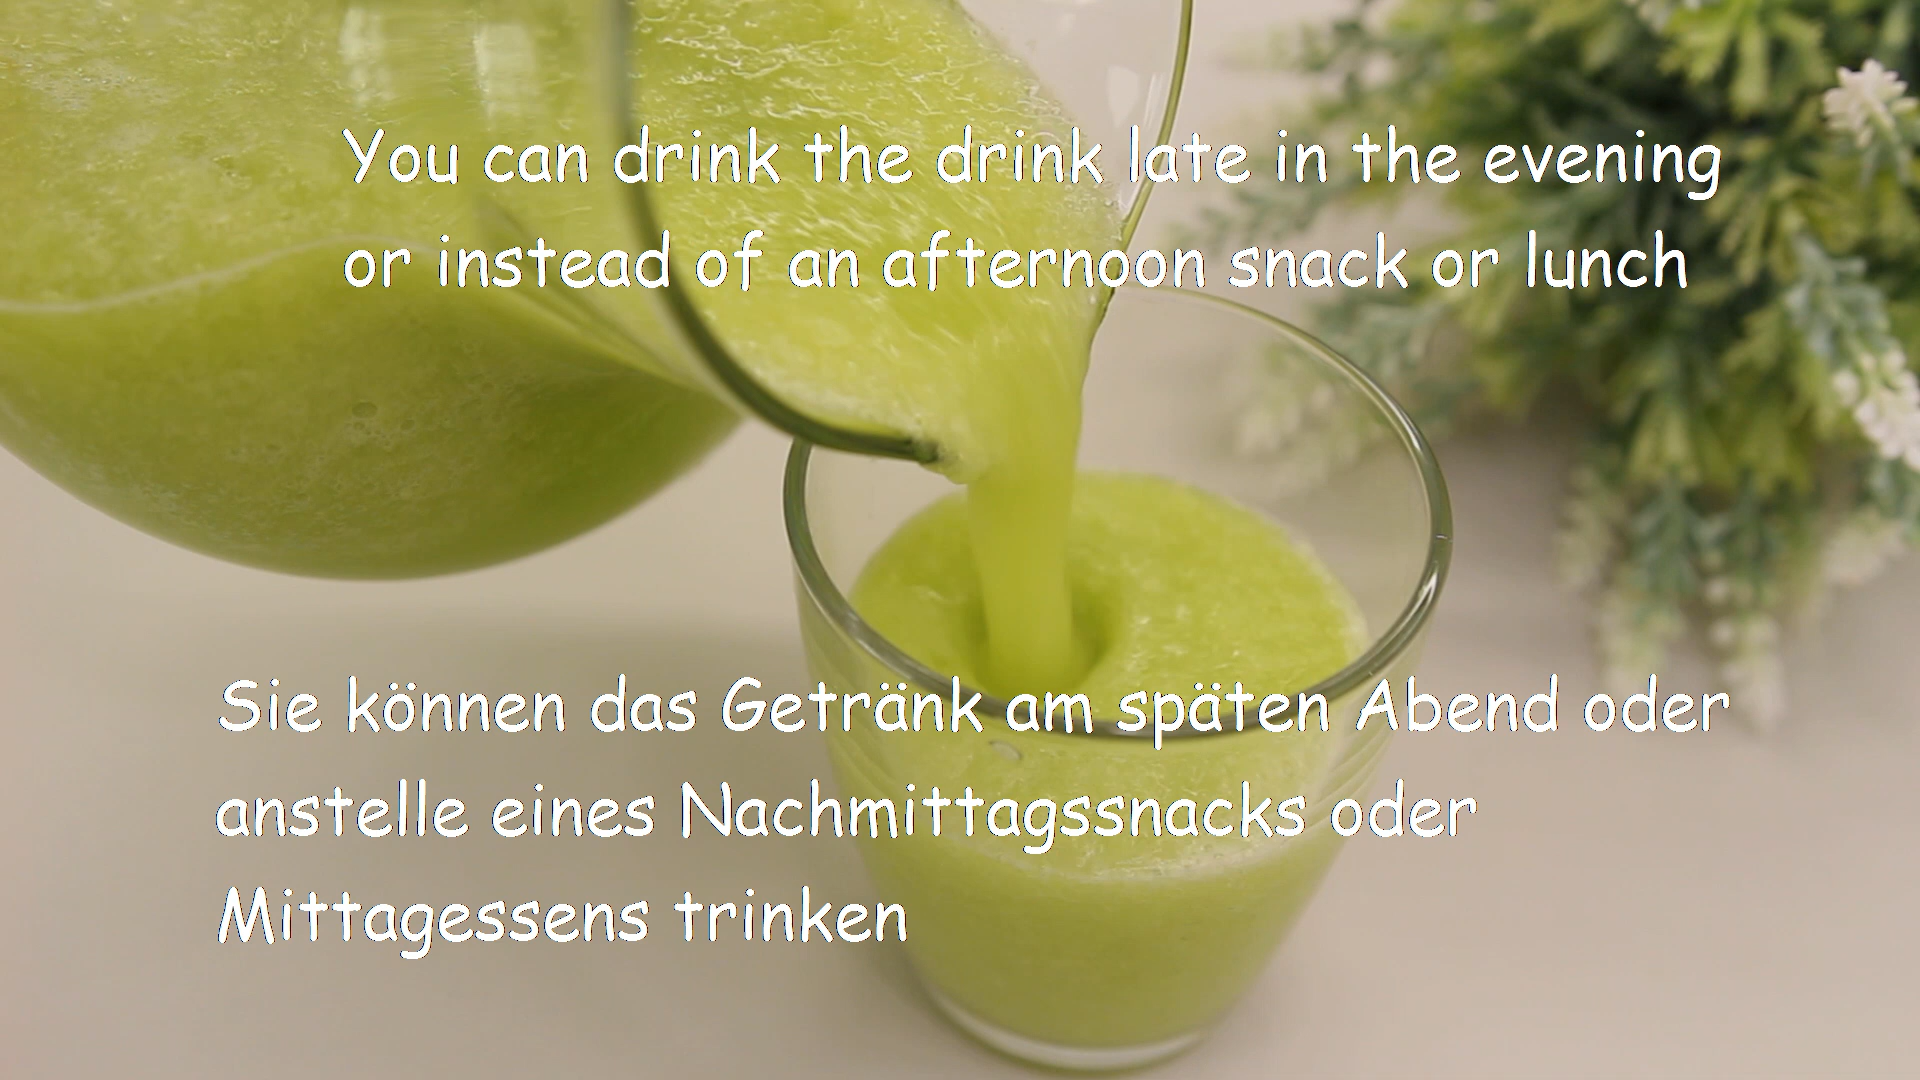 You can drink the drink late in the evening
or instead of an afternoon snack or lunch
Sie können das Getränk am späten Abend oder
anstelle eines Nachmittagssnacks oder
Mittagessens trinken